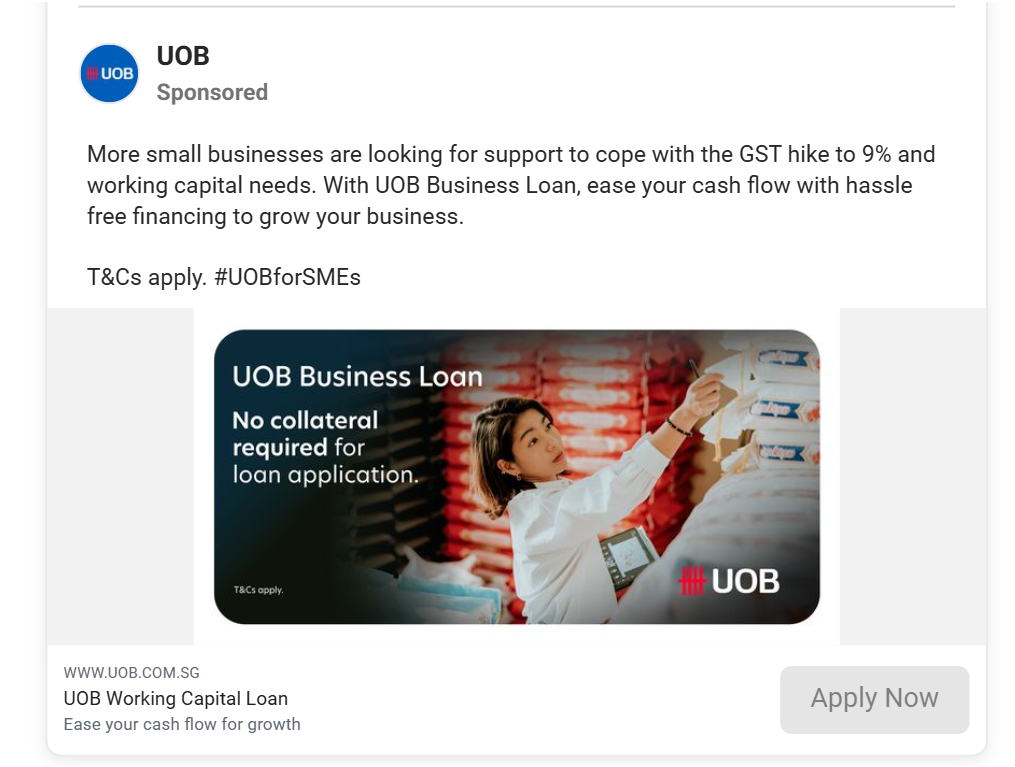 UOB
UOB
Sponsored
More small businesses are looking for support to cope with the GST hike to 9% and
working capital needs. With UOB Business Loan, ease your cash flow with hassle
free financing to grow your business.
T&Cs apply. #UOBforSMEs
UOB Business Loan
No collateral
required for
loan application.
T&Cs apply.
UOB
WWW.UOB.COM.SG
UOB Working Capital Loan
Ease your cash flow for growth
Apply Now